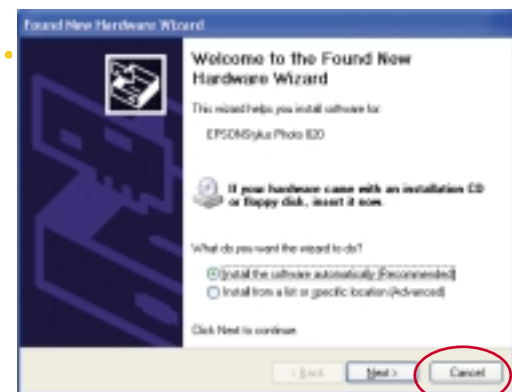 Found New Hardware Wizard
Welcome to the Found New
Hardware Wizard
This wizard helps you install software for:
EPSON Stylus Photo 820
If your hardware came with an installation CD
or floppy disk, insert it now.
What do you want the wizard to do?
Install the software automatically (Recommended)
Install from a list or specific location (Advanced)
Click Next to continue.
< Back Next > Cancel